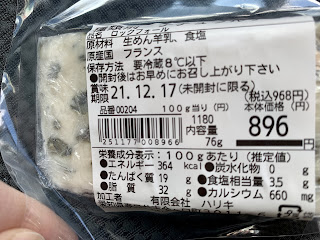 品名 ロックフォール
原材料 生めん羊乳、食塩
原産国 フランス
保存方法 要冷蔵8℃以下
●開封後はお早めにお召し上がり下さい
賞味期限 21.12.17(未開封に限る)
(税込968円)
品番 00204 100g当り(円) 本体価格(円)
1180
内容量 896
76g
2511177008966
栄養成分表示:100gあたり(推定値)
●エネルギー 364 kcal ●炭水化物 0 g
●たんぱく質 19 g ●食塩相当量 3.5 g
●脂質 32 g ●カルシウム 660 mg
加工者 有限会社 ハリキ